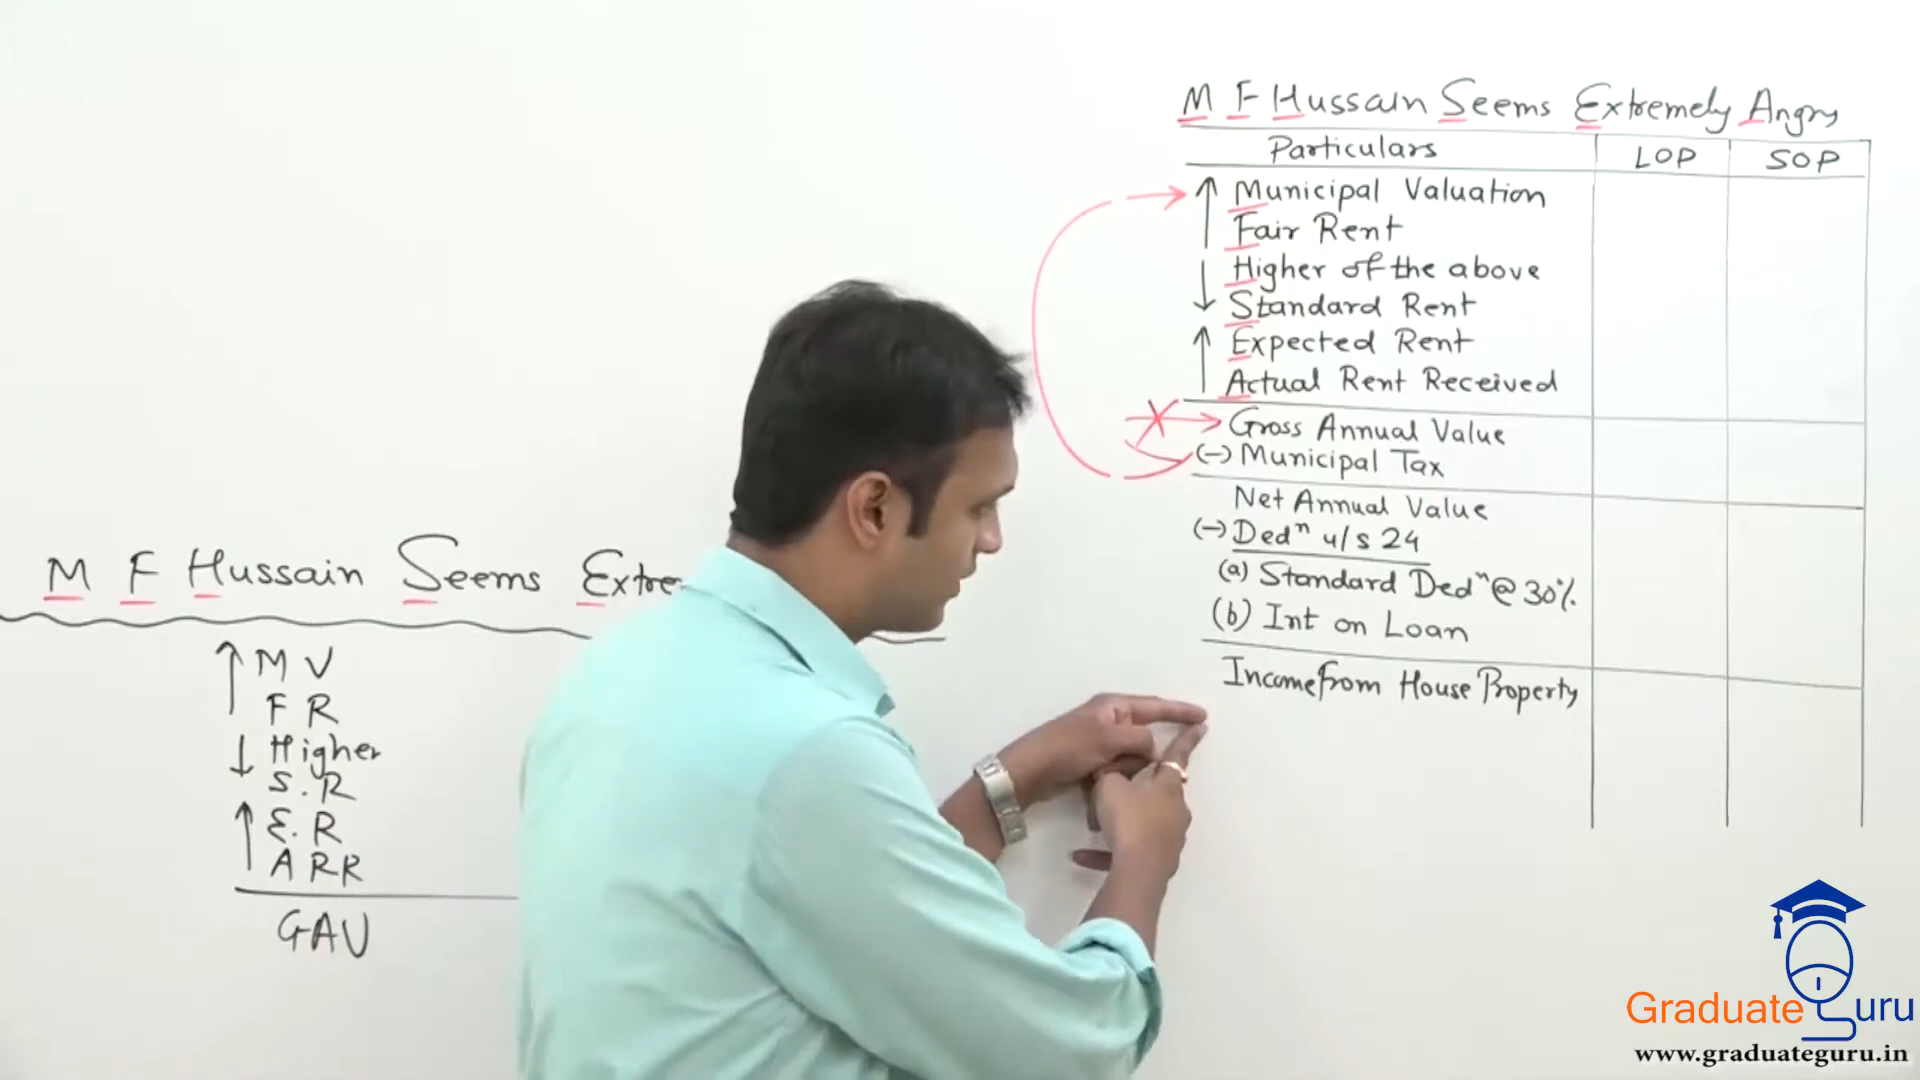 M F Hussain Seems Extremely Angry
Particulars LOP SOP
Municipal Valuation
Fair Rent
Higher of the above
Standard Rent
Expected Rent
Actual Rent Received
Gross Annual Value
(-) Municipal Tax
Net Annual Value
(-) Dedⁿ u/s 24
(a) Standard Dedⁿ @ 30%
(b) Int on Loan
Income from House Property
M F Hussain Seems
M V
F R
Higher
S.R
E.R
ARR
GAV
Graduate Guru
www.graduateguru.in